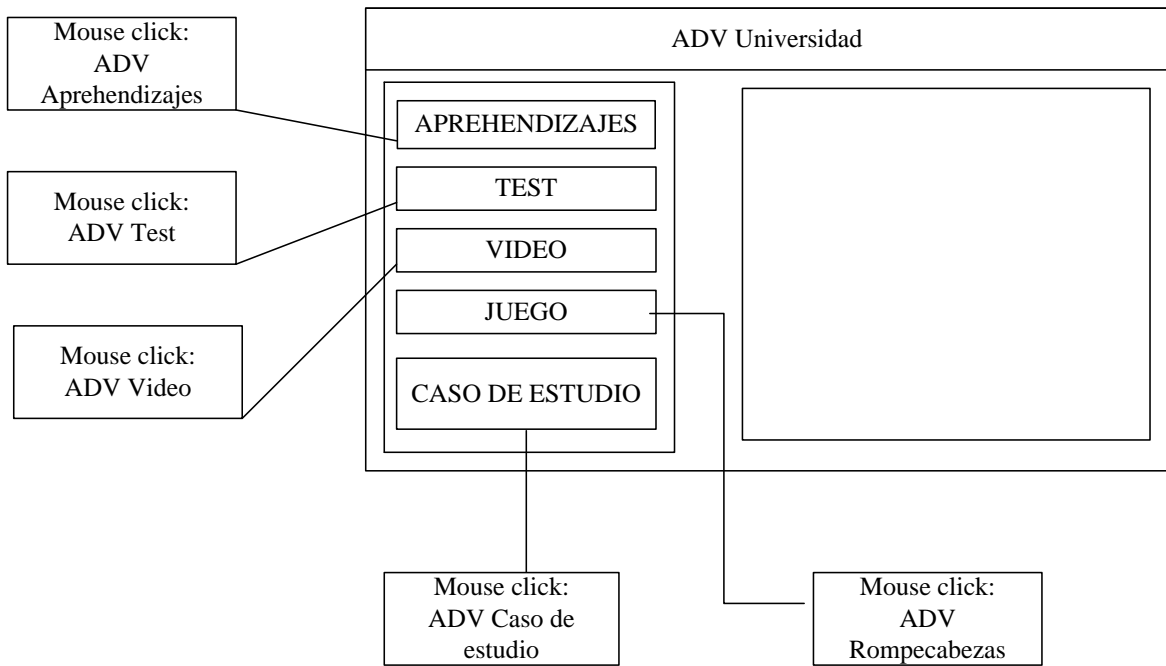 Mouse click:
ADV
Aprehendizajes
ADV Universidad
APREHENDIZAJES
Mouse click:
ADV Test
TEST
VIDEO
JUEGO
Mouse click:
ADV Video
CASO DE ESTUDIO
Mouse click:
ADV Caso de
estudio
Mouse click:
ADV
Rompecabezas